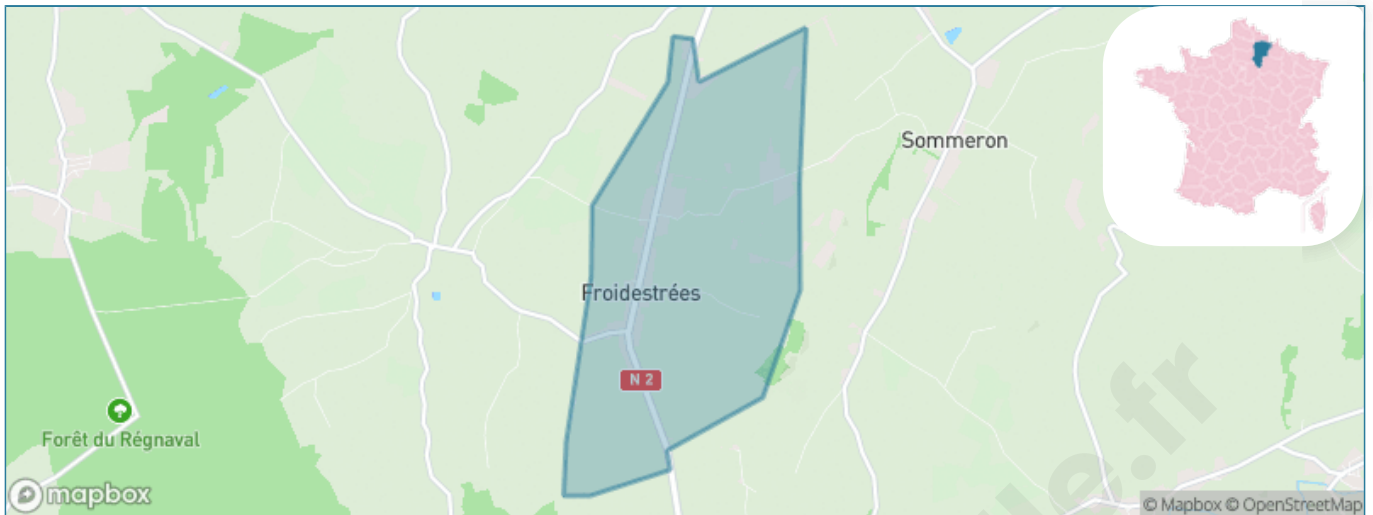 Sommeron
Froidestrées
N 2
Forêt du Régnaval
mapbox
© Mapbox © OpenStreetMap